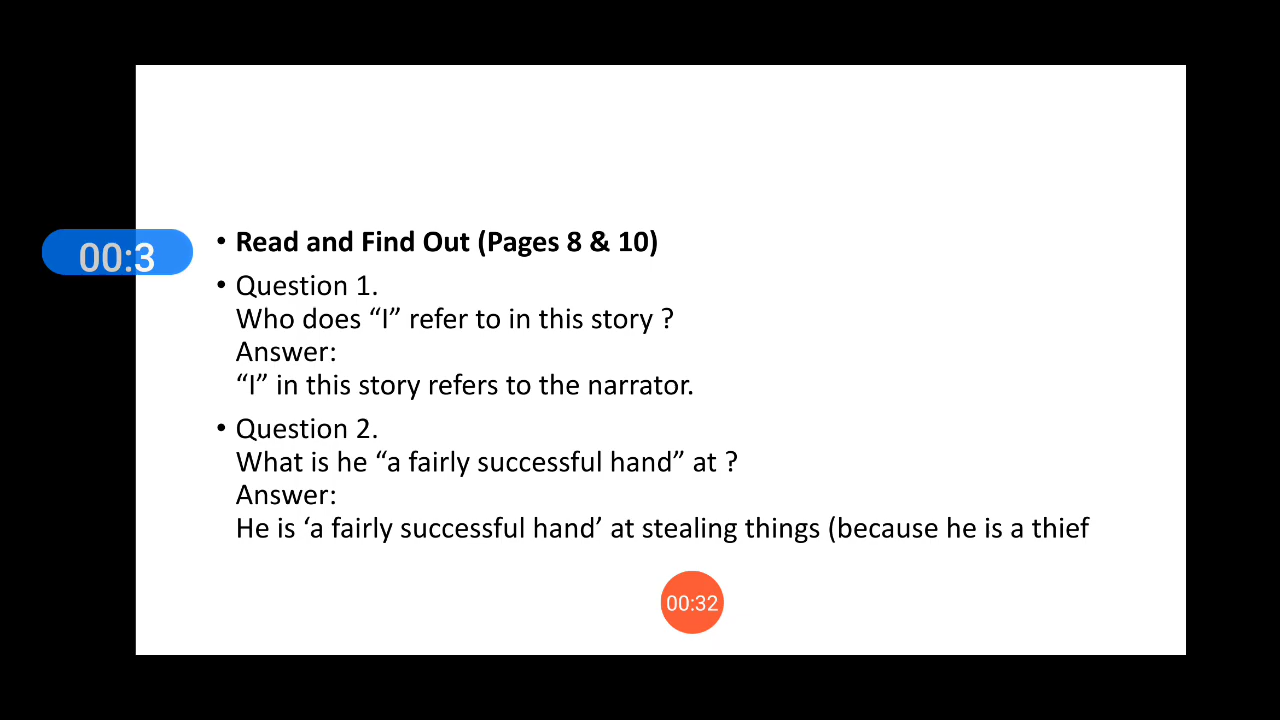 • Read and Find Out (Pages 8 & 10)
00:3
• Question 1.
Who does “I” refer to in this story ?
Answer:
“I” in this story refers to the narrator.
• Question 2.
What is he “a fairly successful hand” at ?
Answer:
He is ‘a fairly successful hand’ at stealing things (because he is a thief
00:32